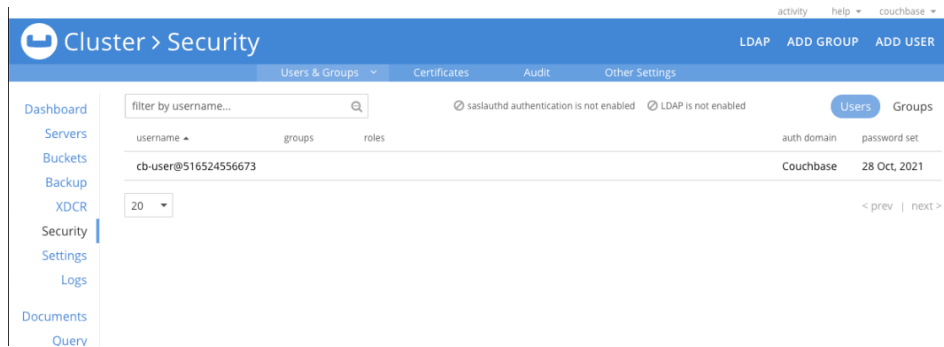 activity help couchbase
Cluster > Security LDAP ADD GROUP ADD USER
Users & Groups Certificates Audit Other Settings
Dashboard
Servers
Buckets
Backup
XDCR
Security
Settings
Logs
Documents
Query
filter by username... saslauthd authentication is not enabled LDAP is not enabled Users Groups
username groups roles auth domain password set
cb-user@516524556673 Couchbase 28 Oct, 2021
20 < prev | next >